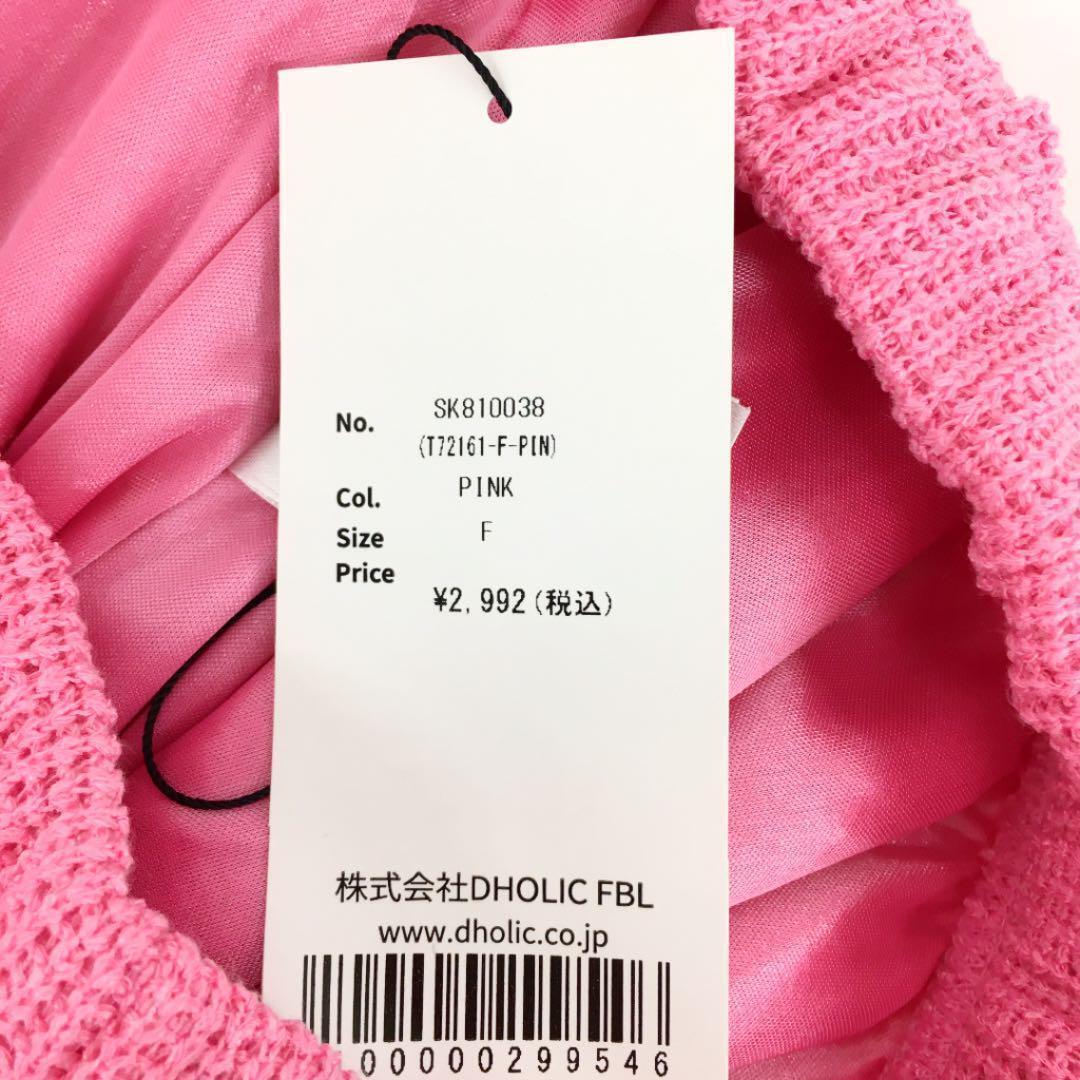 No. SK810038
(T72161-F-PIN)
Col. PINK
Size F
Price
¥2,992(税込)
株式会社DHOLIC FBL
www.dholic.co.jp
00000299546